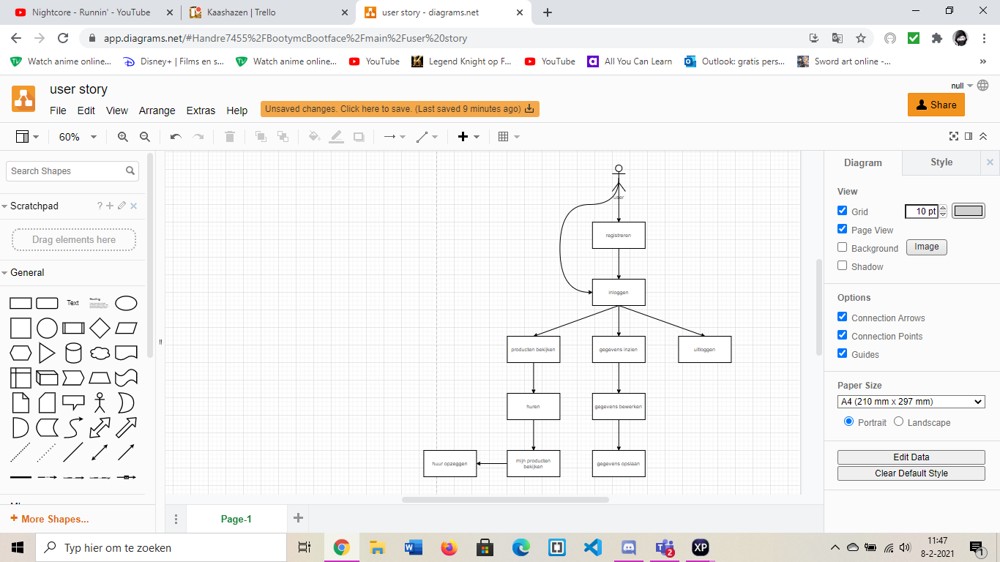 Nightcore - Runnin' - YouTube
Kaashazen | Trello
user story - diagrams.net
app.diagrams.net/#Handre7455%2FBootymcBootface%2Fmain%2Fuser%20story
Watch anime online...
Disney+ | Films en s...
Watch anime online...
YouTube
Legend Knight op F...
YouTube
All You Can Learn
Outlook: gratis pers...
Sword art online -...
»
user story
null
File Edit View Arrange Extras Help
Unsaved changes. Click here to save. (Last saved 9 minutes ago)
Share
60%
Search Shapes
Scratchpad
?
Drag elements here
General
Text
Heading
More Shapes...
user
registreren
inloggen
producten bekijken
gegevens inzien
uitloggen
huren
gegevens bewerken
huur opzeggen
mijn producten
bekijken
gegevens opslaan
Diagram
Style
View
Grid
10 pt
Page View
Background
Image
Shadow
Options
Connection Arrows
Connection Points
Guides
Paper Size
A4 (210 mm x 297 mm)
Portrait
Landscape
Edit Data
Clear Default Style
Page-1
Typ hier om te zoeken
2
XP
11:47
8-2-2021
1